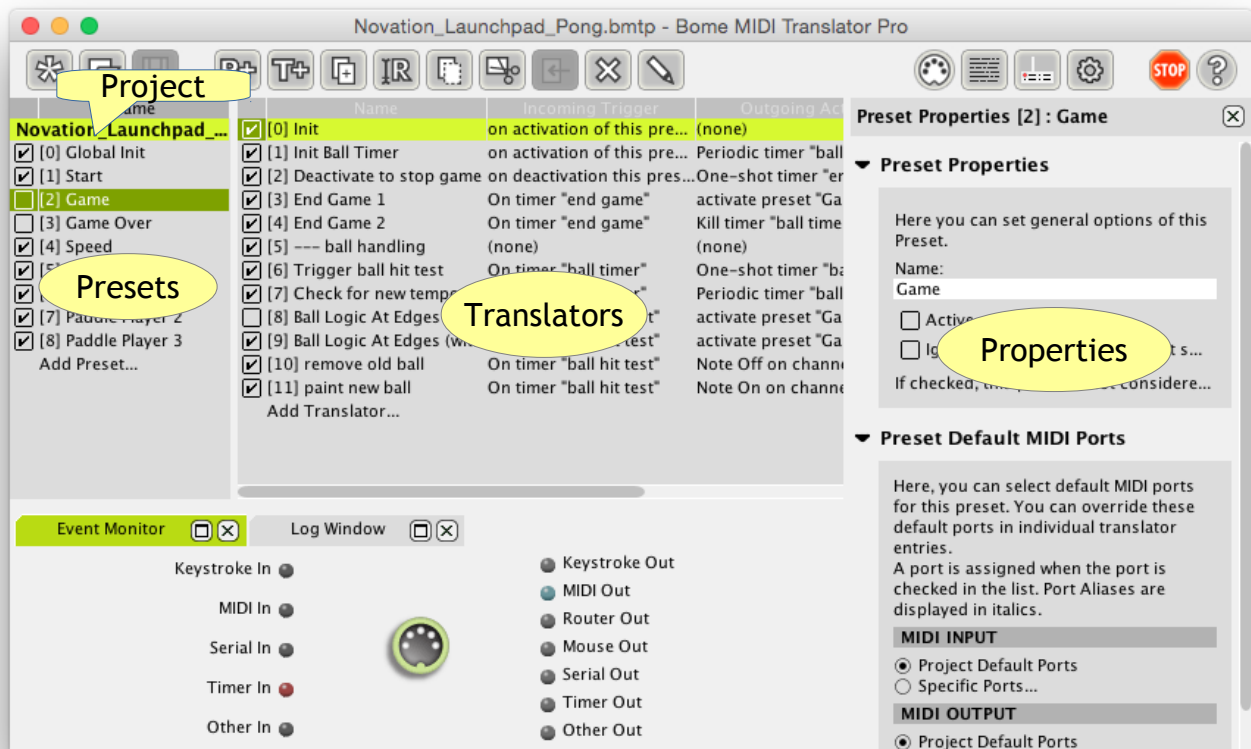 Novation_Launchpad_Pong.bmtp - Bome MIDI Translator Pro
T+
IR
STOP
?
Project
Novation_Launchpad_...
[0] Global Init
[1] Start
[2] Game
[3] Game Over
[4] Speed
Presets
[7] Paddle Player 2
[8] Paddle Player 3
Add Preset...
Name Incoming Trigger Outgoing Act
[0] Init on activation of this pre... (none)
[1] Init Ball Timer on activation of this pre... Periodic timer "ball
[2] Deactivate to stop game on deactivation this pres... One-shot timer "er
[3] End Game 1 On timer "end game" activate preset "Ga
[4] End Game 2 On timer "end game" Kill timer "ball time
[5] --- ball handling (none) (none)
[6] Trigger ball hit test On timer "ball timer" One-shot timer "ba
[7] Check for new temp Periodic timer "ball
Translators
[8] Ball Logic At Edges activate preset "Ga
[9] Ball Logic At Edges test" activate preset "Ga
[10] remove old ball On timer "ball hit test" Note Off on channe
[11] paint new ball On timer "ball hit test" Note On on channe
Add Translator...
Preset Properties [2] : Game
Preset Properties
Here you can set general options of this
Preset.
Name:
Game
Active
Properties
s...
If checked, considere...
Preset Default MIDI Ports
Here, you can select default MIDI ports
for this preset. You can override these
default ports in individual translator
entries.
A port is assigned when the port is
checked in the list. Port Aliases are
displayed in italics.
MIDI INPUT
Project Default Ports
Specific Ports...
MIDI OUTPUT
Project Default Ports
Event Monitor Log Window
Keystroke In
MIDI In
Serial In
Timer In
Other In
Keystroke Out
MIDI Out
Router Out
Mouse Out
Serial Out
Timer Out
Other Out